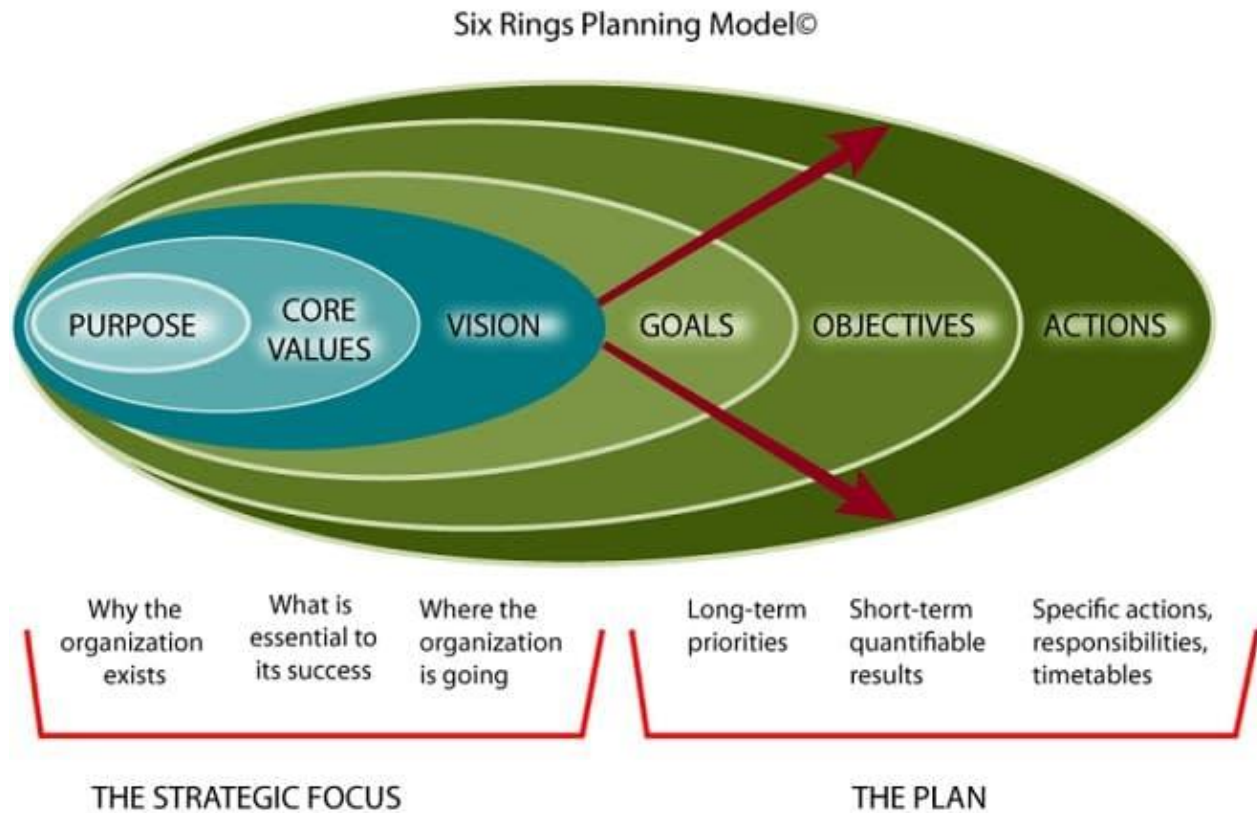 Six Rings Planning Model©
PURPOSE
CORE
VALUES
VISION
GOALS
OBJECTIVES
ACTIONS
Why the
organization
exists
What is
essential to
its success
Where the
organization
is going
Long-term
priorities
Short-term
quantifiable
results
Specific actions,
responsibilities,
timetables
THE STRATEGIC FOCUS
THE PLAN